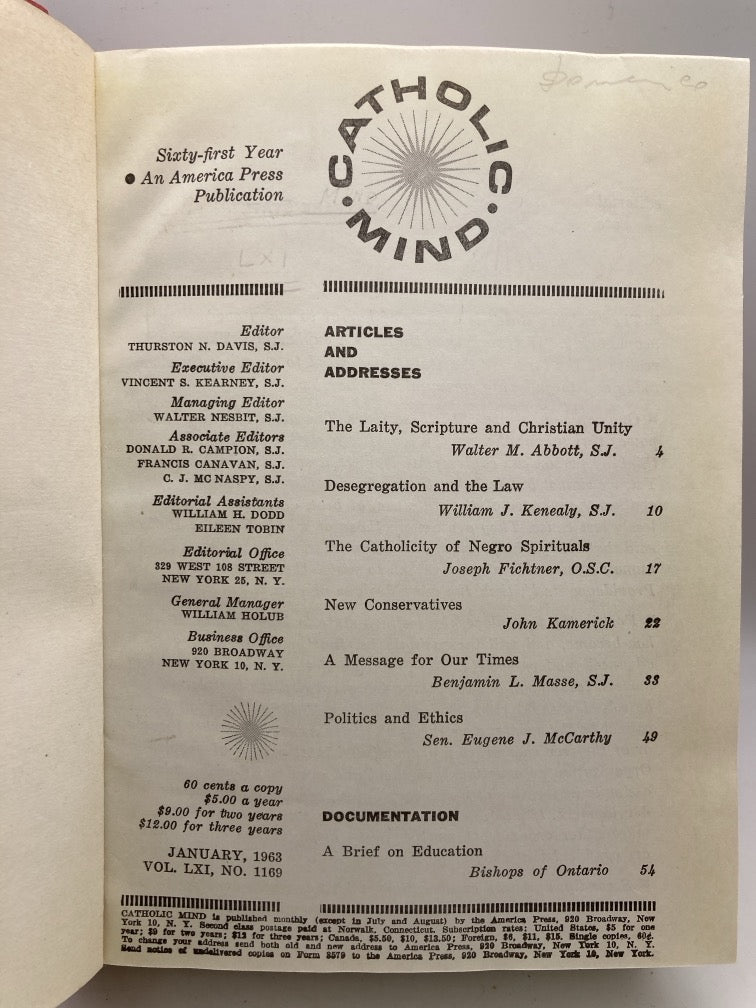 Domenico
Sixty-first Year
● An America Press
Publication
CATHOLIC • MIND •
LXI
Editor
THURSTON N. DAVIS, S.J.
Executive Editor
VINCENT S. KEARNEY, S.J.
Managing Editor
WALTER NESBIT, S.J.
Associate Editors
DONALD R. CAMPION, S.J.
FRANCIS CANAVAN, S.J.
C. J. MC NASPY, S.J.
Editorial Assistants
WILLIAM H. DODD
EILEEN TOBIN
Editorial Office
329 WEST 108 STREET
NEW YORK 25, N. Y.
General Manager
WILLIAM HOLUB
Business Office
920 BROADWAY
NEW YORK 10, N. Y.
60 cents a copy
$5.00 a year
$9.00 for two years
$12.00 for three years
JANUARY, 1963
VOL. LXI, NO. 1169
ARTICLES
AND
ADDRESSES
The Laity, Scripture and Christian Unity
Walter M. Abbott, S.J. 4
Desegregation and the Law
William J. Kenealy, S.J. 10
The Catholicity of Negro Spirituals
Joseph Fichtner, O.S.C. 17
New Conservatives
John Kamerick 22
A Message for Our Times
Benjamin L. Masse, S.J. 33
Politics and Ethics
Sen. Eugene J. McCarthy 49
DOCUMENTATION
A Brief on Education
Bishops of Ontario 54
CATHOLIC MIND is published monthly (except in July and August) by the America Press, 920 Broadway, New
York 10, N. Y. Second class postage paid at Norwalk, Connecticut. Subscription rates: United States, $5 for one
year; $9 for two years; $12 for three years; Canada, $5.50, $10, $13.50; Foreign, $6, $11, $15. Single copies, 60¢.
To change your address send both old and new address to America Press, 920 Broadway, New York 10, N. Y.
Send notice of undelivered copies on Form 3579 to the America Press, 920 Broadway, New York 10, New York.